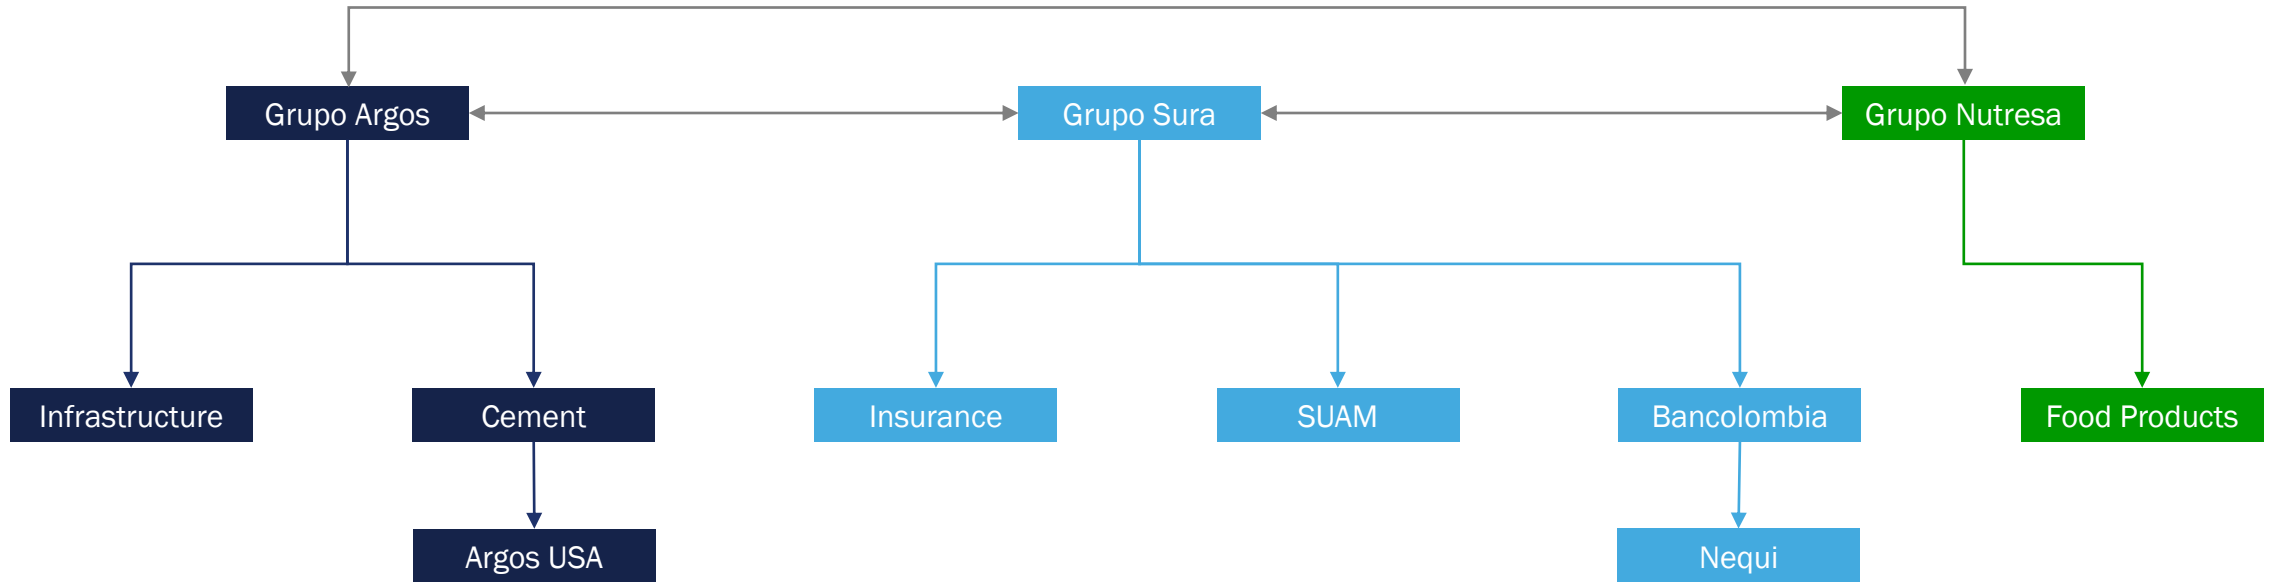 Grupo Argos
Grupo Sura
Grupo Nutresa
Infrastructure
Cement
Insurance
SUAM
Bancolombia
Food Products
Argos USA
Nequi